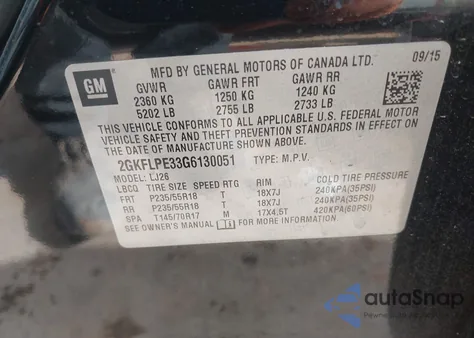 GM
MFD BY GENERAL MOTORS OF CANADA LTD. 09/15
GVWR GAWR FRT GAWR RR
2360 KG 1250 KG 1240 KG
5202 LB 2755 LB 2733 LB
THIS VEHICLE CONFORMS TO ALL APPLICABLE U.S. FEDERAL MOTOR
VEHICLE SAFETY, BUMPER, AND THEFT PREVENTION STANDARDS IN
EFFECT ON THE DATE OF MANUFACTURE SHOWN ABOVE.
2GKFLPE33G6130051 TYPE: M.P.V.
MODEL: LJ26
LBCQ TIRE SIZE SPD RTG RIM COLD TIRE PRESSURE
FRT P235/55R18 T 18X7J 240KPA(35PSI)
RR P235/55R18 T 18X7J 240KPA(35PSI)
SPA T145/70R17 M 17X4.5T 420KPA(60PSI)
SEE OWNER'S MANUAL FOR MORE INFORMATION.
autoSnap